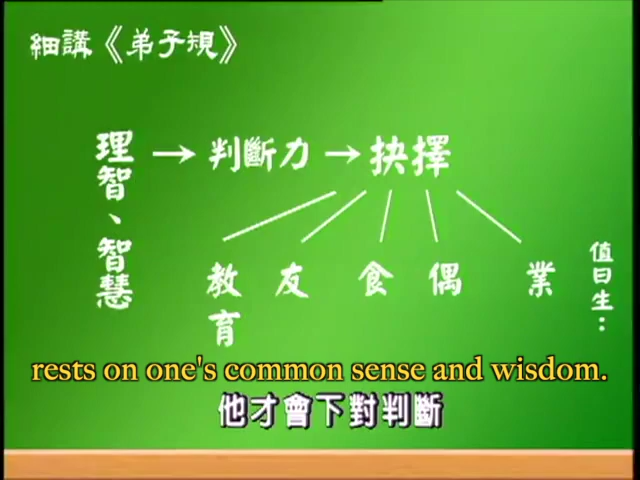 細講《弟子規》
理智、智慧 → 判斷力 → 抉擇
教育 友 食 偶 業
值日生：
rests on one's common sense and wisdom.
他才會下對判斷